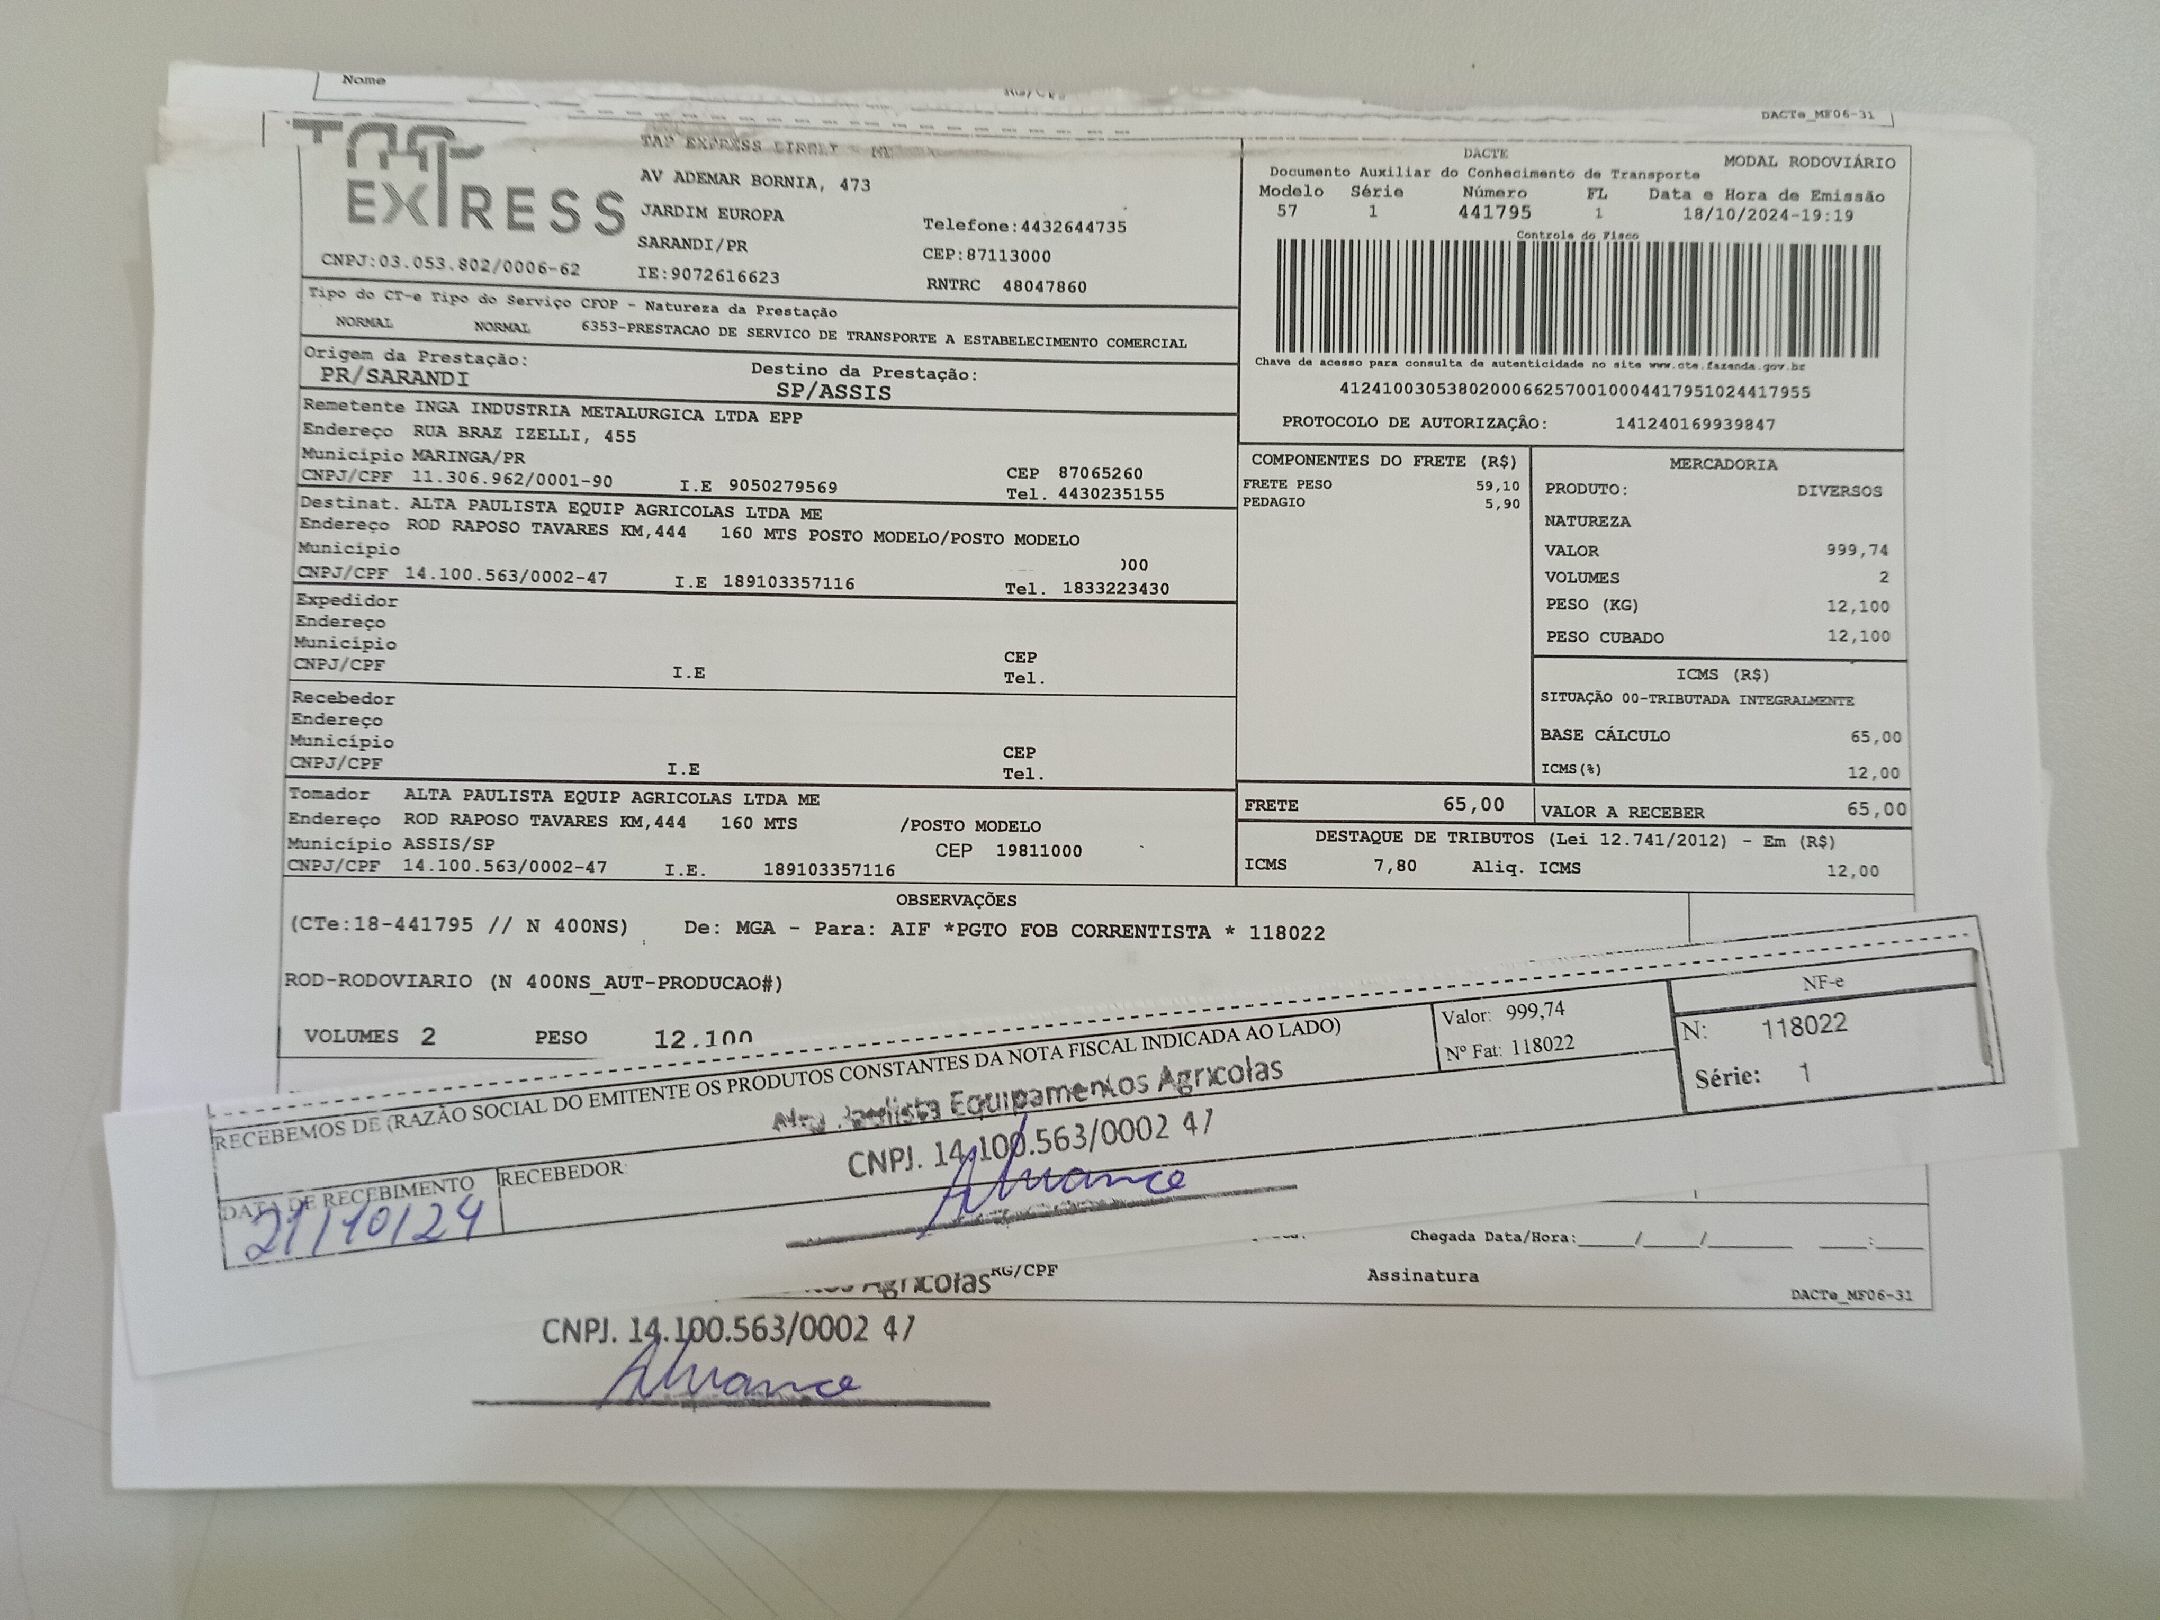 Nome
DACTe_MF06-31
TAP EXPRESS
TAP EXPRESS
AV ADEMAR BORNIA, 473
JARDIM EUROPA Telefone:4432644735
SARANDI/PR CEP:87113000
CNPJ:03.053.802/0006-62 IE:9072616623 RNTRC 48047860
DACTE MODAL RODOVIÁRIO
Documento Auxiliar do Conhecimento de Transporte
Modelo Série Número FL Data e Hora de Emissão
57 1 441795 1 18/10/2024-19:19
Controle do Fisco
Chave de acesso para consulta de autenticidade no site www.cte.fazenda.gov.br
41241003053802000662570010004417951024417955
PROTOCOLO DE AUTORIZAÇÃO: 141240169939847
Tipo do CT-e Tipo do Serviço CFOP - Natureza da Prestação
NORMAL NORMAL 6353-PRESTACAO DE SERVICO DE TRANSPORTE A ESTABELECIMENTO COMERCIAL
Origem da Prestação: Destino da Prestação:
PR/SARANDI SP/ASSIS
Remetente INGA INDUSTRIA METALURGICA LTDA EPP
Endereço RUA BRAZ IZELLI, 455
Município MARINGA/PR CEP 87065260
CNPJ/CPF 11.306.962/0001-90 I.E 9050279569 Tel. 4430235155
Destinat. ALTA PAULISTA EQUIP AGRICOLAS LTDA ME
Endereço ROD RAPOSO TAVARES KM,444 160 MTS POSTO MODELO/POSTO MODELO
Município 000
CNPJ/CPF 14.100.563/0002-47 I.E 189103357116 Tel. 1833223430
Expedidor
Endereço
Município CEP
CNPJ/CPF I.E Tel.
Recebedor
Endereço
Município CEP
CNPJ/CPF I.E Tel.
Tomador ALTA PAULISTA EQUIP AGRICOLAS LTDA ME
Endereço ROD RAPOSO TAVARES KM,444 160 MTS /POSTO MODELO
Município ASSIS/SP CEP 19811000
CNPJ/CPF 14.100.563/0002-47 I.E. 189103357116
COMPONENTES DO FRETE (R$)
FRETE PESO 59,10
PEDAGIO 5,90
MERCADORIA
PRODUTO: DIVERSOS
NATUREZA
VALOR 999,74
VOLUMES 2
PESO (KG) 12,100
PESO CUBADO 12,100
ICMS (R$)
SITUAÇÃO 00-TRIBUTADA INTEGRALMENTE
BASE CÁLCULO 65,00
ICMS(%) 12,00
FRETE 65,00 VALOR A RECEBER 65,00
DESTAQUE DE TRIBUTOS (Lei 12.741/2012) - Em (R$)
ICMS 7,80 Aliq. ICMS 12,00
OBSERVAÇÕES
(CTe:18-441795 // N 400NS) De: MGA - Para: AIF *PGTO FOB CORRENTISTA * 118022
ROD-RODOVIARIO (N 400NS_AUT-PRODUCAO#)
VOLUMES 2 PESO 12.100
RECEBEMOS DE (RAZÃO SOCIAL DO EMITENTE OS PRODUTOS CONSTANTES DA NOTA FISCAL INDICADA AO LADO)
Valor: 999,74
Nº Fat: 118022
NF-e
N: 118022
Série: 1
DATA DE RECEBIMENTO RECEBEDOR:
21/10/24
Alta Paulista Equipamentos Agricolas
CNPJ. 14.100.563/0002 47
Chegada Data/Hora:____/____/______ ____:____
Agricolas RG/CPF Assinatura
DACTe_MF06-31
CNPJ. 14.100.563/0002 47